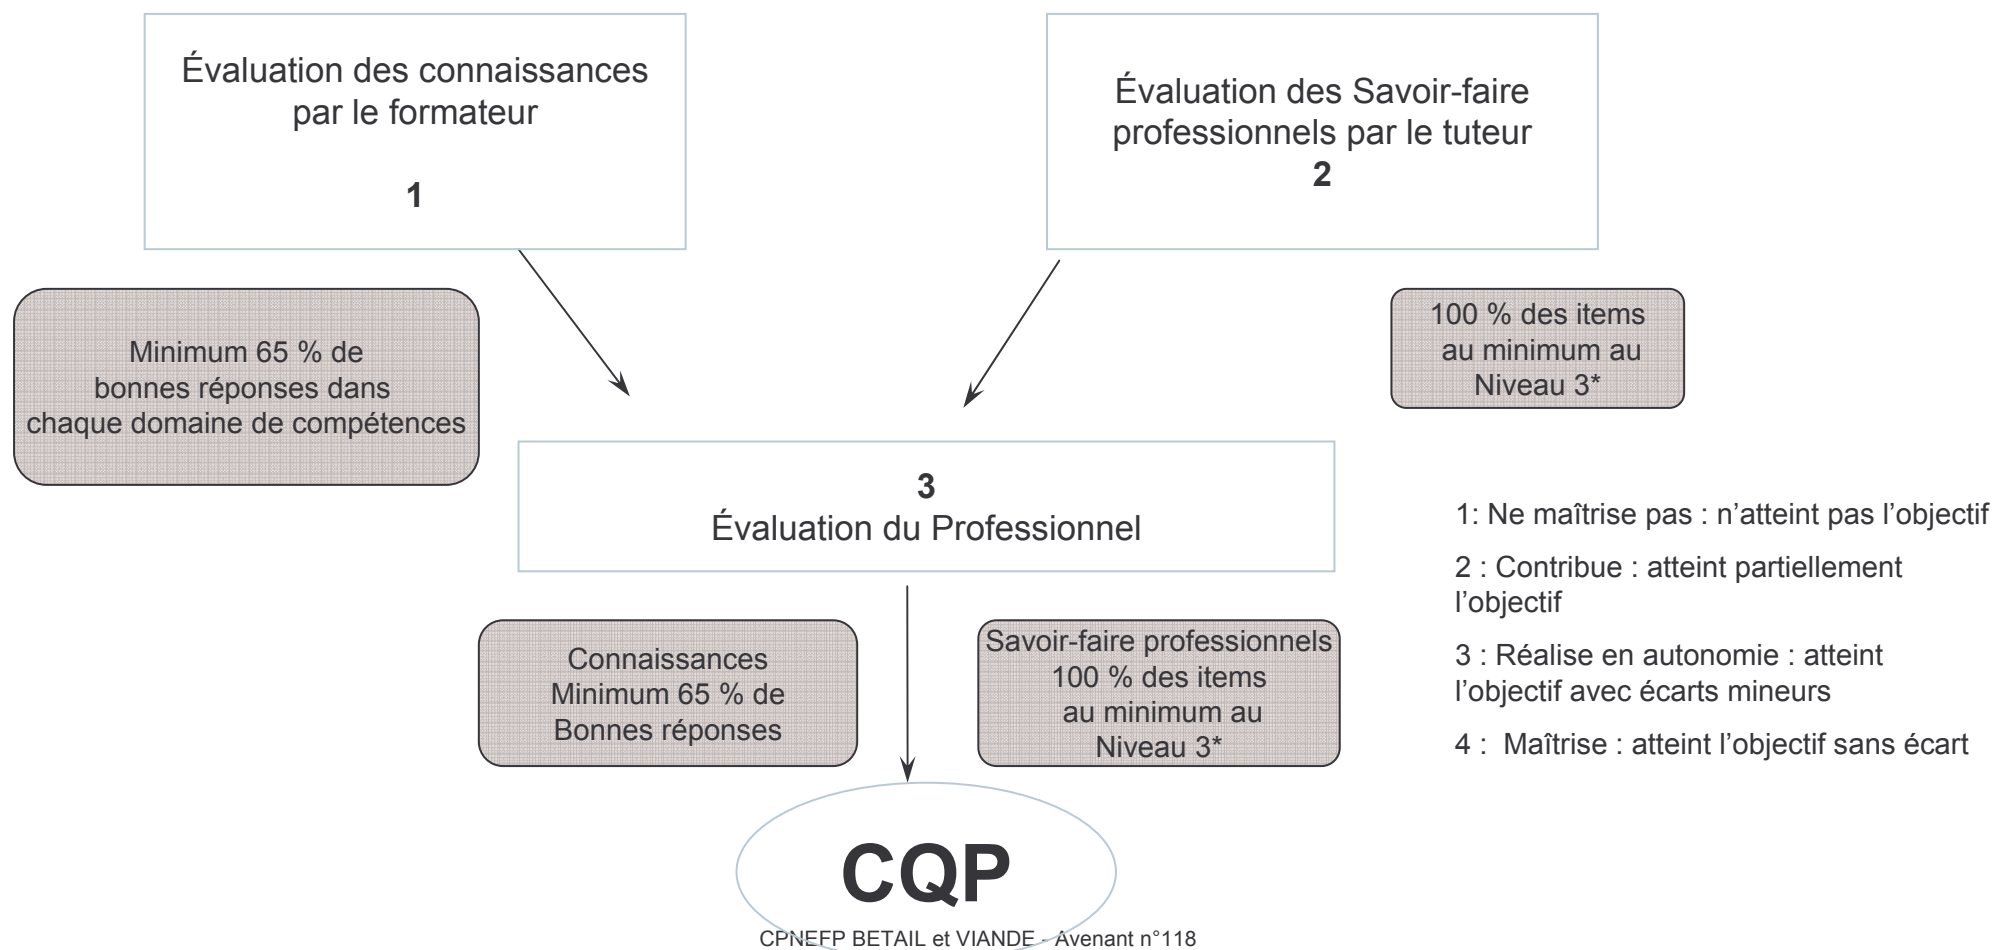 Évaluation des connaissances
par le formateur
1
Évaluation des Savoir-faire
professionnels par le tuteur
2
Minimum 65 % de
bonnes réponses dans
chaque domaine de compétences
100 % des items
au minimum au
Niveau 3*
3
Évaluation du Professionnel
Connaissances
Minimum 65 % de
Bonnes réponses
Savoir-faire professionnels
100 % des items
au minimum au
Niveau 3*
1: Ne maîtrise pas : n’atteint pas l’objectif
2 : Contribue : atteint partiellement
l’objectif
3 : Réalise en autonomie : atteint
l’objectif avec écarts mineurs
4 : Maîtrise : atteint l’objectif sans écart
CQP
CPNEFP BETAIL et VIANDE - Avenant n°118